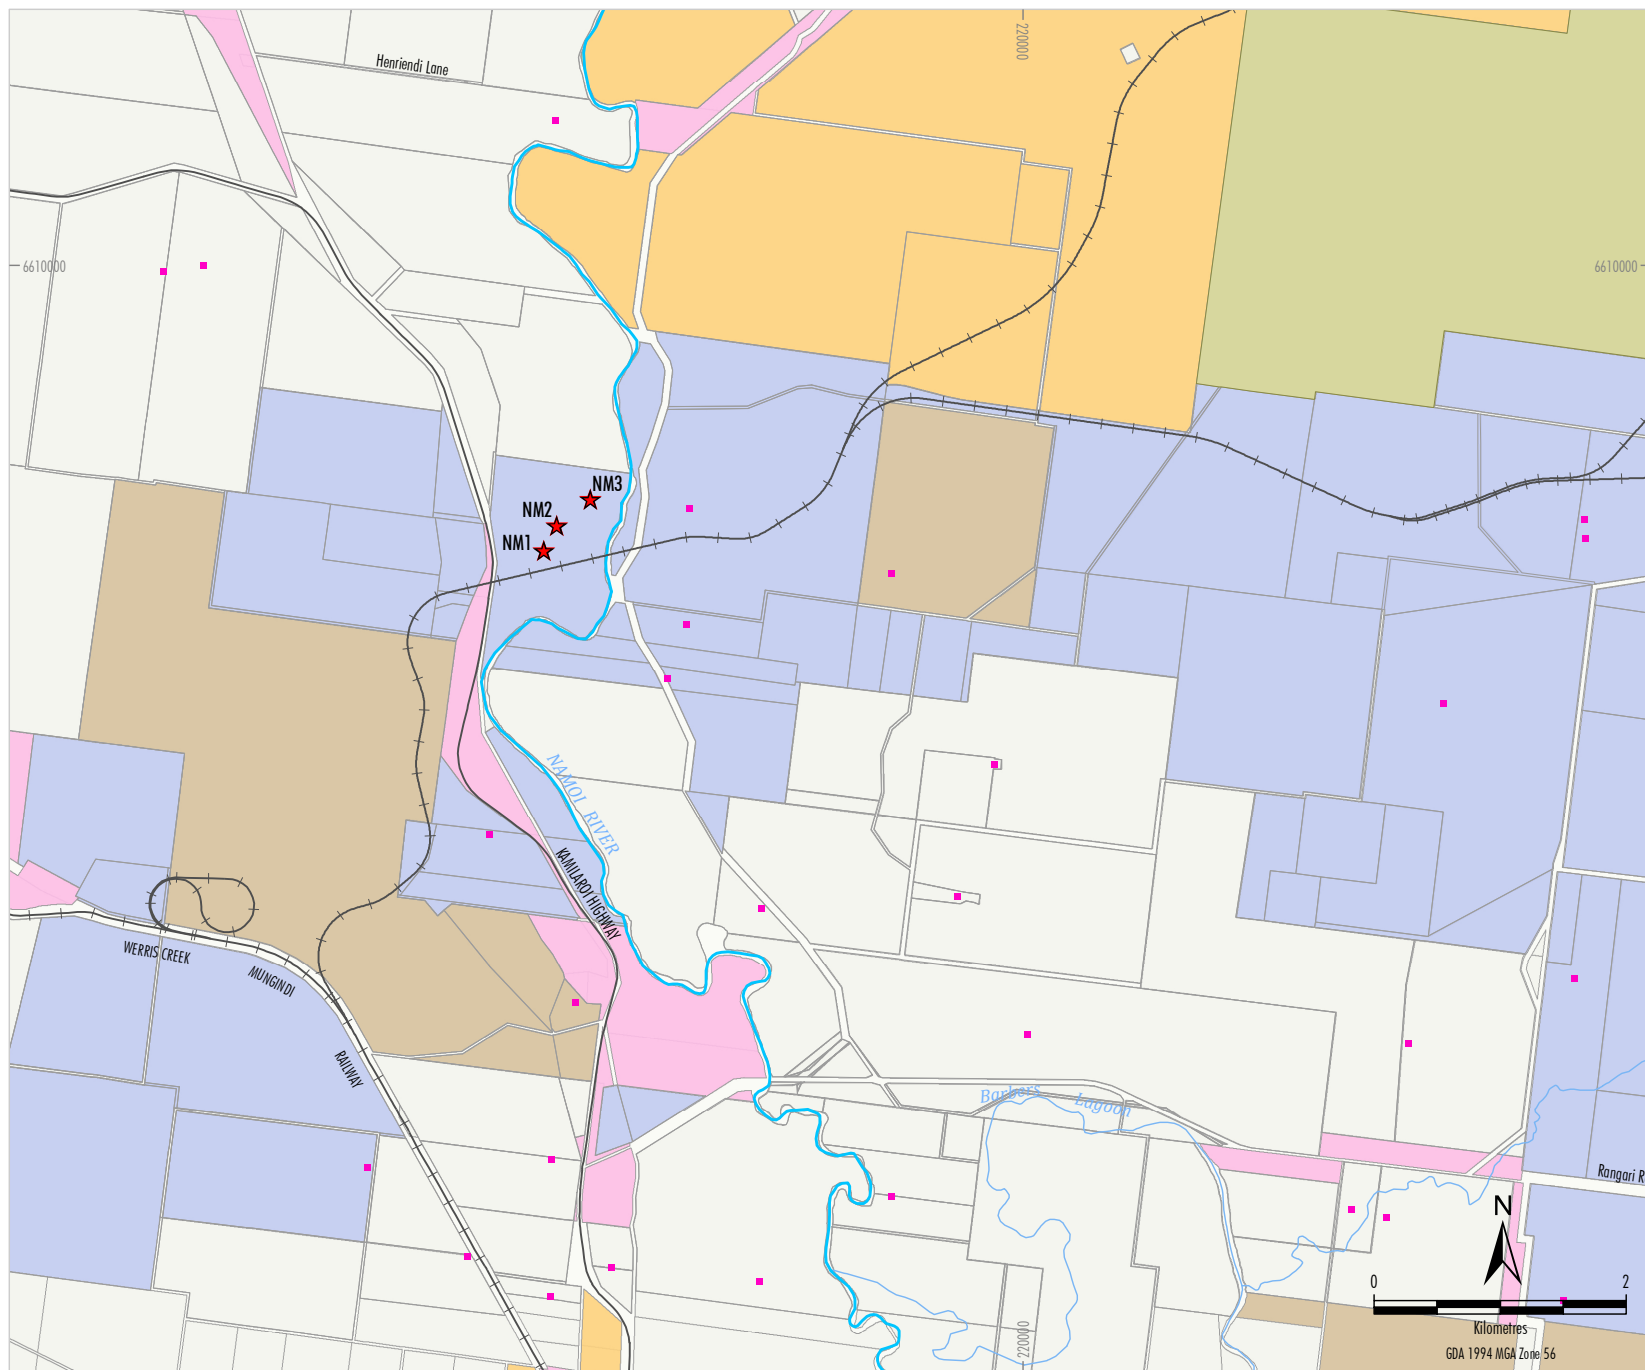 Henriendi Lane
220000
6610000
6610000
NM3
NM2
NM1
NAMOI RIVER
KAMILAROI HIGHWAY
WERRIS CREEK
MUNGINDI
RAILWAY
Barbers Lagoon
Rangari R
N
0 2
Kilometres
GDA 1994 MGA Zone 56
220000